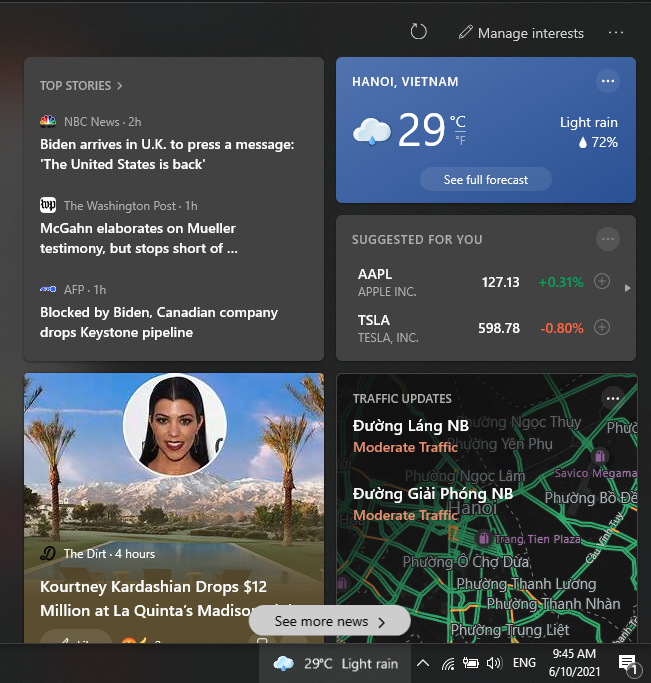 Manage interests
TOP STORIES
NBC News · 2h
Biden arrives in U.K. to press a message:
'The United States is back'
wp
The Washington Post · 1h
McGahn elaborates on Mueller
testimony, but stops short of ...
AFP · 1h
Blocked by Biden, Canadian company
drops Keystone pipeline
HANOI, VIETNAM
29 °C
°F
Light rain
72%
See full forecast
SUGGESTED FOR YOU
AAPL 127.13 +0.31%
APPLE INC.
TSLA 598.78 -0.80%
TESLA, INC.
D The Dirt · 4 hours
Kourtney Kardashian Drops $12
Million at La Quinta's
TRAFFIC UPDATES
Đường Láng NB
Moderate Traffic
Đường Giải Phóng NB
Moderate Traffic
Phường Ngọc Thụy
Phường Yên Phụ
Phường Ngọc Lâm
Savico Megama
Phường Bồ Đề
Hanoi
Trang Tien Plaza
Cầu Vĩnh Tuy
Phường Ô Chợ Dừa
Phường Thanh Lương
Phường Thanh Nhàn
Phường Trung Liệt
See more news
29°C Light rain
ENG
9:45 AM
6/10/2021
1